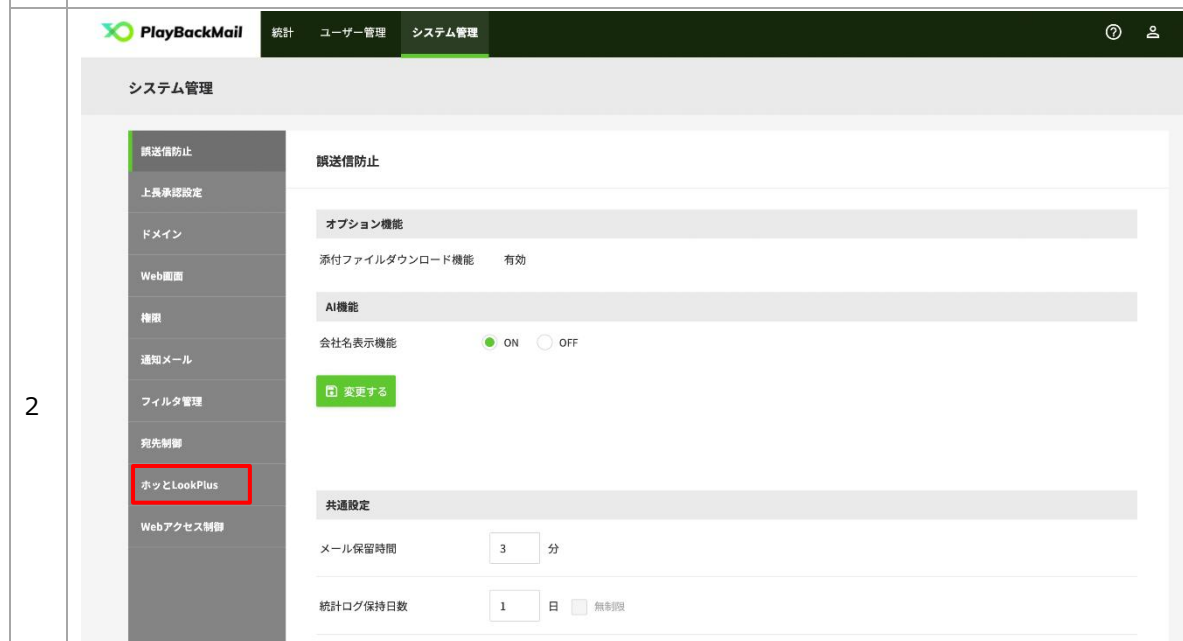 PlayBackMail 統計 ユーザー管理 システム管理
システム管理
誤送信防止
上長承認設定
ドメイン
Web画面
権限
通知メール
フィルタ管理
宛先制御
ホッとLookPlus
Webアクセス制御
誤送信防止
オプション機能
添付ファイルダウンロード機能 有効
AI機能
会社名表示機能 ON OFF
変更する
共通設定
メール保留時間 3 分
統計ログ保持日数 1 日 無制限
2